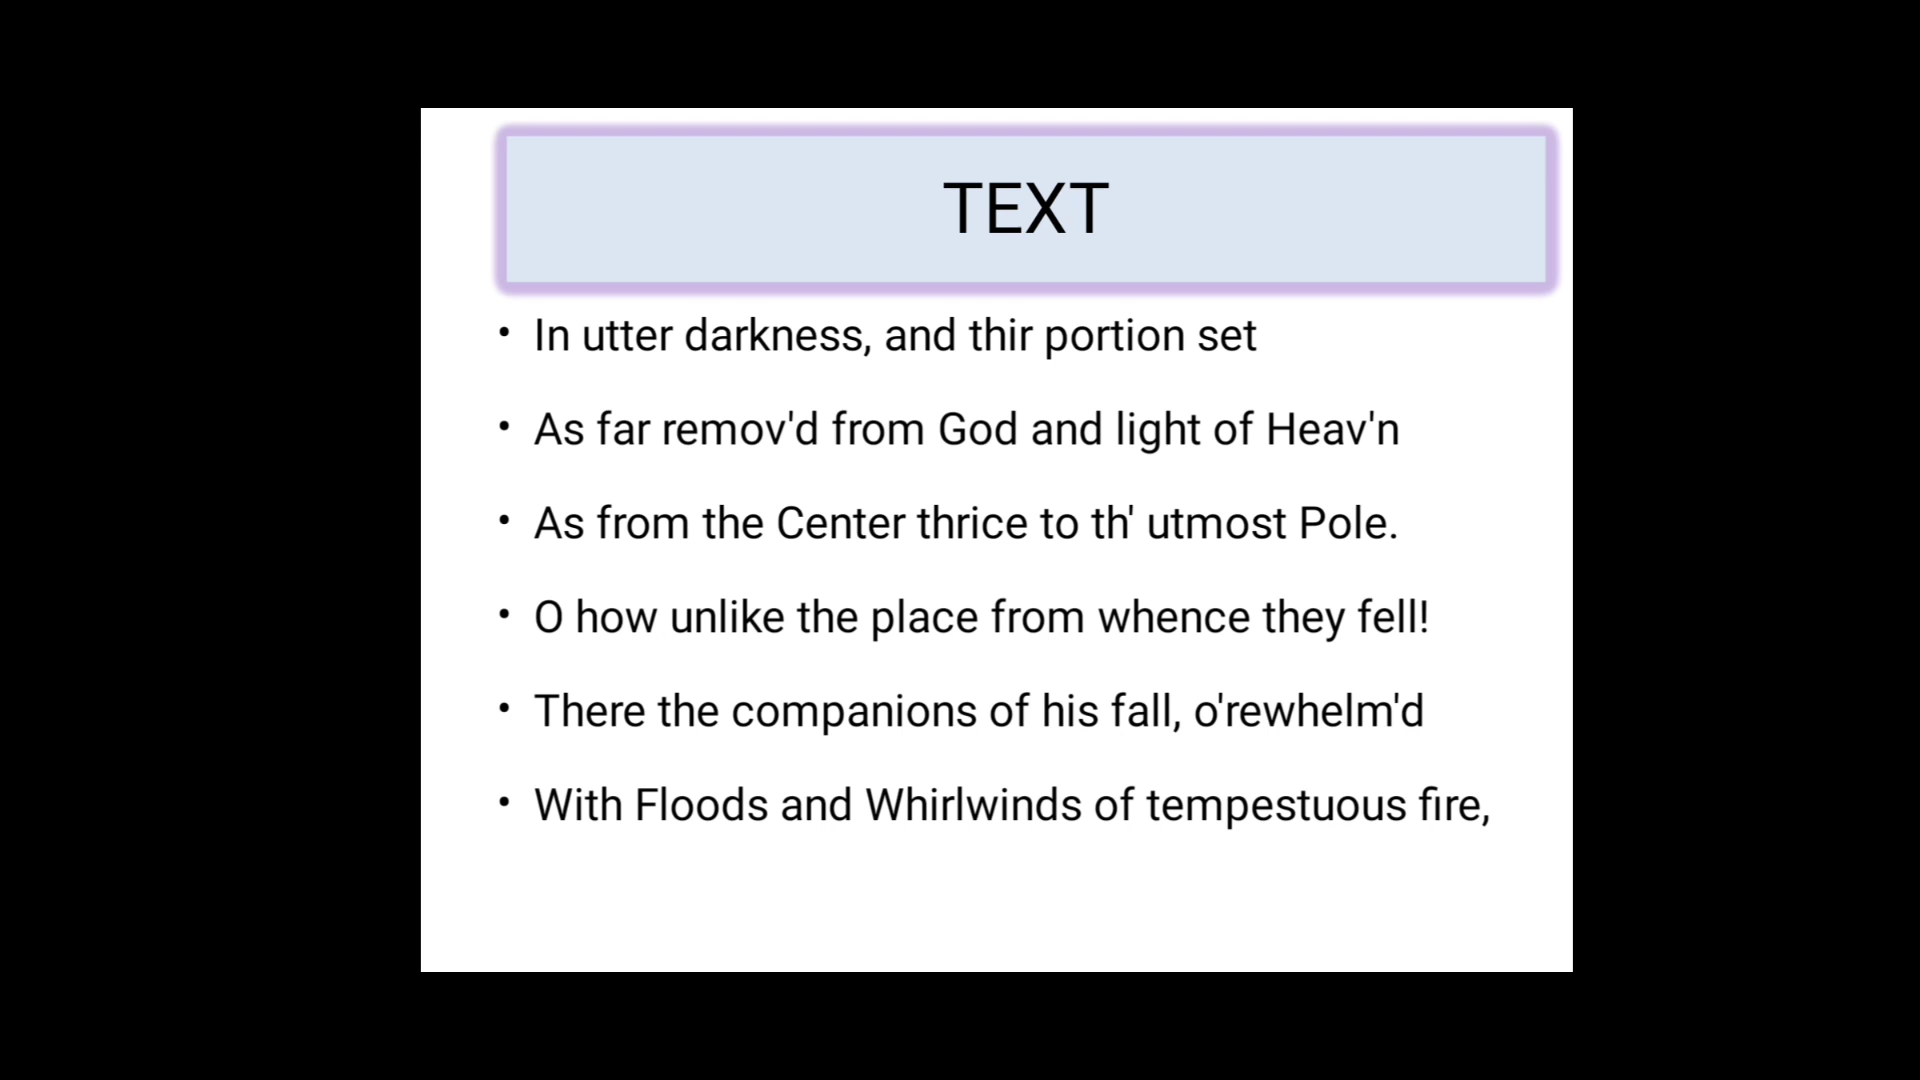 TEXT
• In utter darkness, and thir portion set
• As far remov'd from God and light of Heav'n
• As from the Center thrice to th' utmost Pole.
• O how unlike the place from whence they fell!
• There the companions of his fall, o'rewhelm'd
• With Floods and Whirlwinds of tempestuous fire,